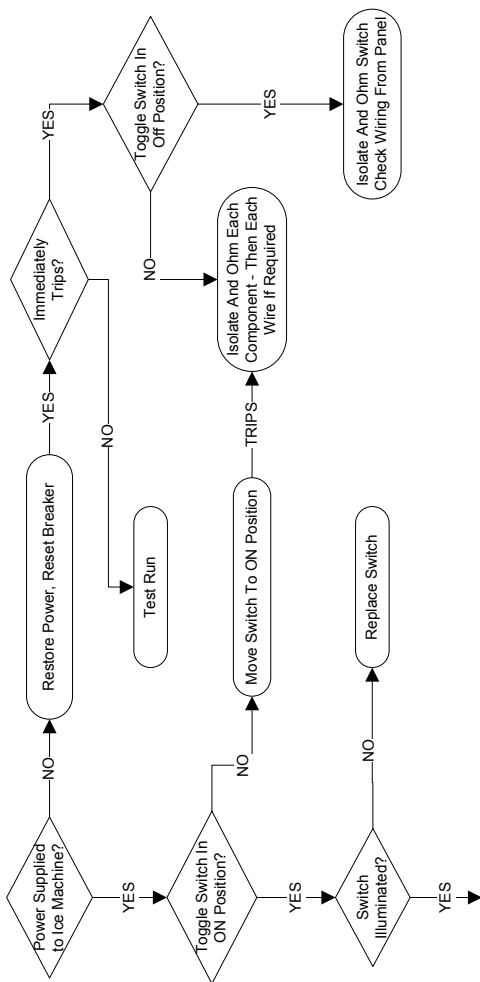 Power Supplied
to Ice Machine?
NO
Restore Power, Reset Breaker
YES
Immediately
Trips?
YES
Toggle Switch In
Off Position?
NO
Test Run
NO
YES
Isolate And Ohm Switch
Check Wiring From Panel
YES
Toggle Switch In
ON Position?
NO
Move Switch To ON Position
TRIPS
Isolate And Ohm Each
Component - Then Each
Wire If Required
YES
Switch
Illuminated?
NO
Replace Switch
YES